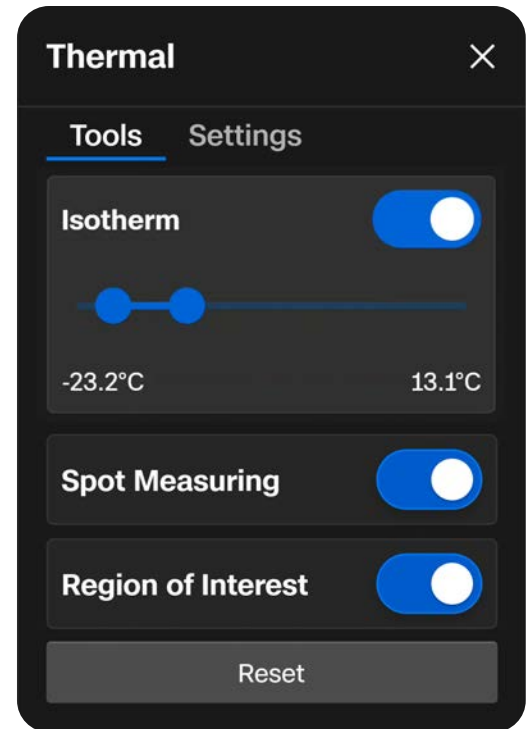 Thermal
Tools Settings
Isotherm
-23.2°C 13.1°C
Spot Measuring
Region of Interest
Reset